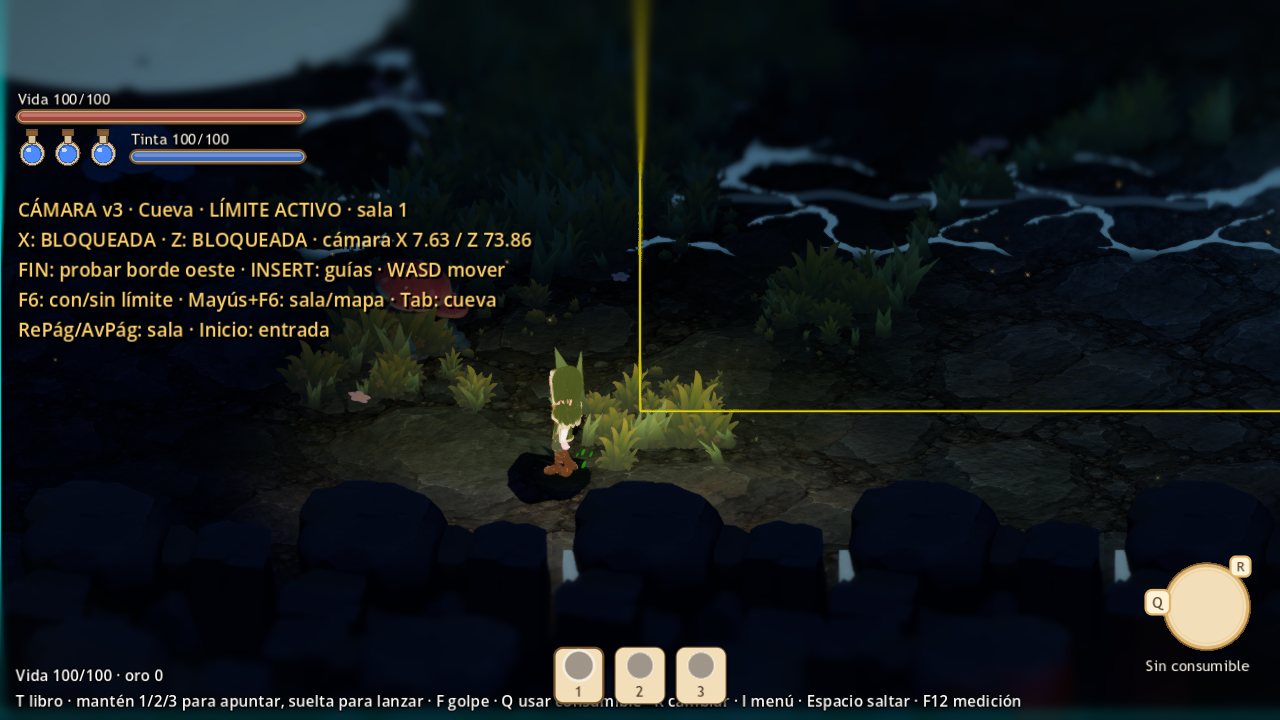 Vida 100/100
Tinta 100/100
CÁMARA v3 · Cueva · LÍMITE ACTIVO · sala 1
X: BLOQUEADA · Z: BLOQUEADA · cámara X 7.63 / Z 73.86
FIN: probar borde oeste · INSERT: guías · WASD mover
F6: con/sin límite · Mayús+F6: sala/mapa · Tab: cueva
RePág/AvPág: sala · Inicio: entrada
R
Q
Sin consumible
Vida 100/100 · oro 0
1 2 3
T libro · mantén 1/2/3 para apuntar, suelta para lanzar · F golpe · Q usar consumible · R cambiar · I menú · Espacio saltar · F12 medición